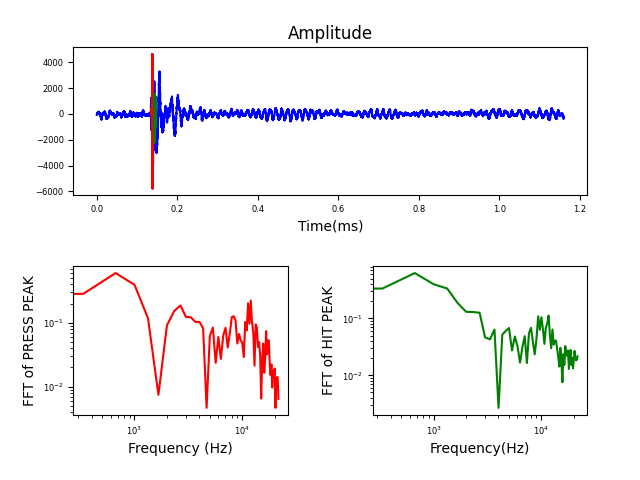 Amplitude
4000
2000
0
−2000
−4000
−6000
0.0 0.2 0.4 0.6 0.8 1.0 1.2
Time(ms)
FFT of PRESS PEAK
10⁻¹
10⁻²
10³ 10⁴
Frequency (Hz)
FFT of HIT PEAK
10⁻¹
10⁻²
10³ 10⁴
Frequency(Hz)